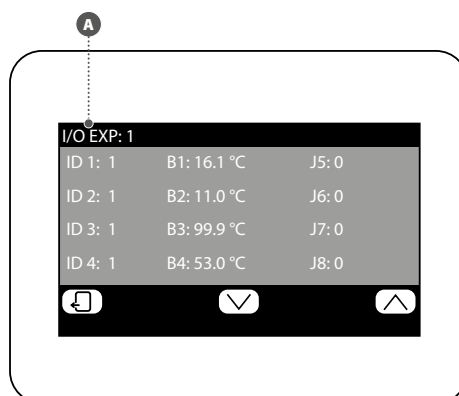 A
I/O EXP: 1
ID 1: 1 B1: 16.1 °C J5: 0
ID 2: 1 B2: 11.0 °C J6: 0
ID 3: 1 B3: 99.9 °C J7: 0
ID 4: 1 B4: 53.0 °C J8: 0